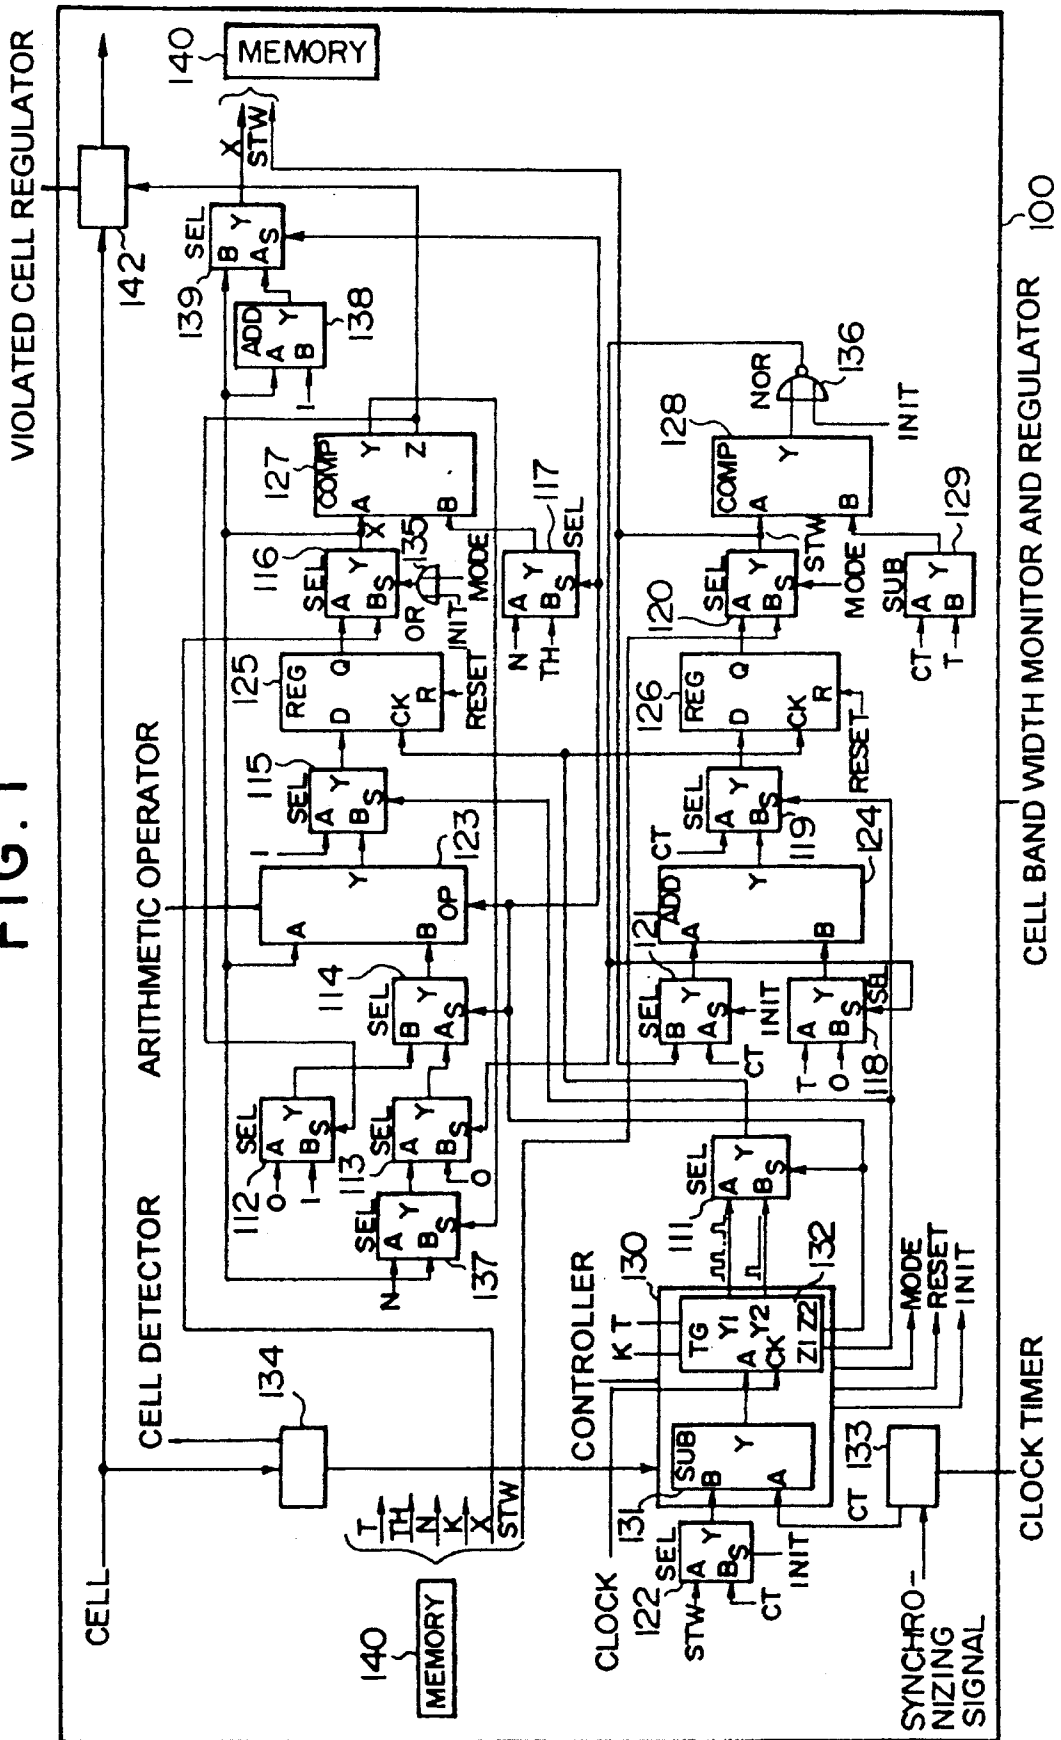 FIG. 1
VIOLATED CELL REGULATOR
ARITHMETIC OPERATOR
CELL DETECTOR
CELL
142
134
140
MEMORY
T
TH
N
K
X
STW
SEL
A
B
S
Y
112
0
1
SEL
A
B
S
Y
113
0
SEL
A
B
S
Y
137
N
SEL
B
A
S
Y
114
A
B
Y
OP
123
SEL
A
B
S
Y
115
1
REG
D
Q
CK
R
125
RESET
SEL
A
B
S
Y
116
X
OR
135
INIT
MODE
COMP
A
B
Y
Z
127
A
B
S
Y
SEL
117
N
TH
ADD
A
B
Y
138
1
SEL
B
A
S
Y
139
X
STW
140
MEMORY
CONTROLLER
130
K
T
CLOCK
SEL
A
B
S
Y
122
STW
CT
INIT
SUB
B
A
Y
131
TG
A
CK
Y1
Y2
Z1
Z2
132
SEL
A
B
S
Y
111
MODE
RESET
INIT
CT
133
SYNCHRO-
NIZING
SIGNAL
CLOCK TIMER
SEL
B
A
S
Y
121
CT
INIT
A
B
S
Y
SEL
118
T
0
ADD
A
B
Y
124
SEL
A
B
S
Y
119
CT
REG
D
Q
CK
R
126
RESET
SEL
A
B
S
Y
120
STW
MODE
COMP
A
B
Y
128
SUB
A
B
Y
129
CT
T
NOR
136
INIT
CELL BAND WIDTH MONITOR AND REGULATOR
100